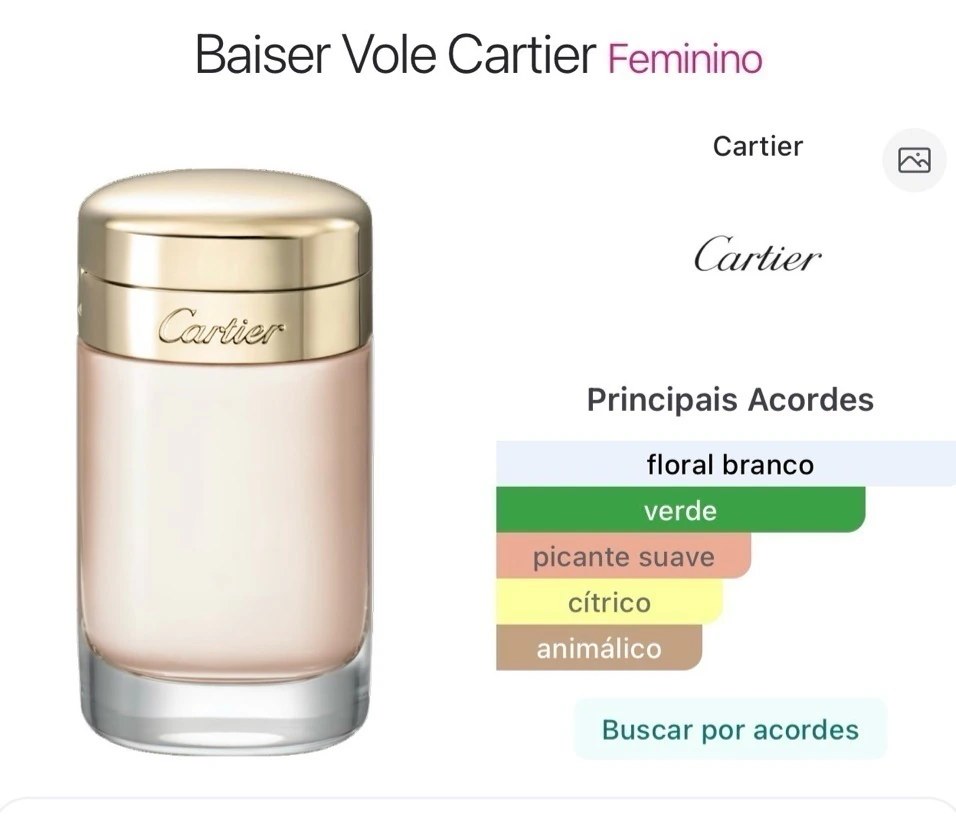 Baiser Vole Cartier Feminino
Cartier
Cartier
Cartier
Principais Acordes
floral branco
verde
picante suave
cítrico
animálico
Buscar por acordes